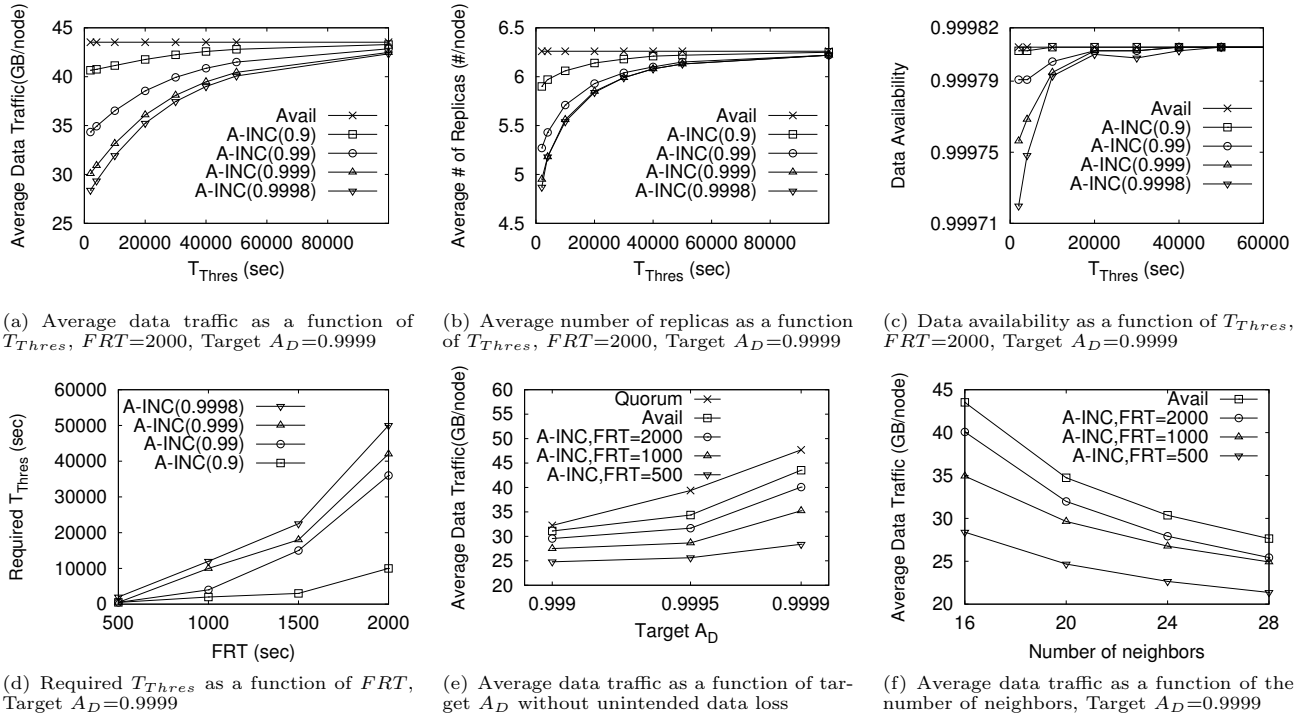 Average Data Traffic(GB/node)
45
40
35
30
25
0 20000 40000 60000 80000
T_Thres (sec)
Avail
A-INC(0.9)
A-INC(0.99)
A-INC(0.999)
A-INC(0.9998)
(a) Average data traffic as a function of
T_Thres, FRT=2000, Target A_D=0.9999
Average # of Replicas (#/node)
6.5
6
5.5
5
4.5
0 20000 40000 60000 80000
T_Thres (sec)
Avail
A-INC(0.9)
A-INC(0.99)
A-INC(0.999)
A-INC(0.9998)
(b) Average number of replicas as a function
of T_Thres, FRT=2000, Target A_D=0.9999
Data Availability
0.99982
0.99979
0.99975
0.99971
0 20000 40000 60000
T_Thres (sec)
Avail
A-INC(0.9)
A-INC(0.99)
A-INC(0.999)
A-INC(0.9998)
(c) Data availability as a function of T_Thres,
FRT=2000, Target A_D=0.9999
Required T_Thres (sec)
60000
50000
40000
30000
20000
10000
0
500 1000 1500 2000
FRT (sec)
A-INC(0.9998)
A-INC(0.999)
A-INC(0.99)
A-INC(0.9)
(d) Required T_Thres as a function of FRT,
Target A_D=0.9999
Average Data Traffic(GB/node)
60
55
50
45
40
35
30
25
20
0.999 0.9995 0.9999
Target A_D
Quorum
Avail
A-INC,FRT=2000
A-INC,FRT=1000
A-INC,FRT=500
(e) Average data traffic as a function of tar-
get A_D without unintended data loss
Average Data Traffic (GB/node)
45
40
35
30
25
20
16 20 24 28
Number of neighbors
Avail
A-INC,FRT=2000
A-INC,FRT=1000
A-INC,FRT=500
(f) Average data traffic as a function of the
number of neighbors, Target A_D=0.9999